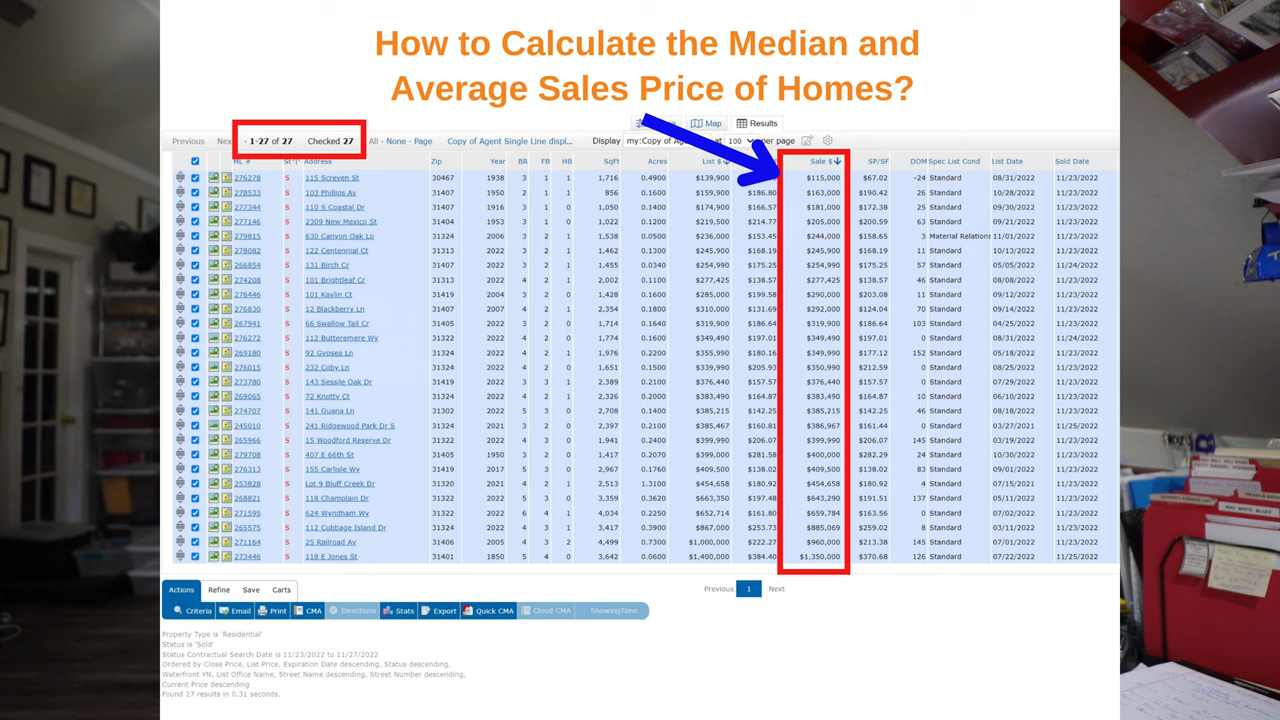 How to Calculate the Median and
Average Sales Price of Homes?
Map Results
Previous 1-27 of 27 Checked 27 All · None · Page Copy of Agent Single Line displ... Display my:Copy of at 100 per page
ML # Address Zip Year BR FB HB SqFt Acres List $ Sale $ SP/SF DOM Spec List Cond List Date Sold Date
276278 S 115 Screven St 30467 1938 3 1 1 1,716 0.4900 $139,900 $115,000 $67.02 -24 Standard 08/31/2022 11/23/2022
278533 S 103 Phillips Av 31407 1950 2 1 1 856 0.1600 $159,900 $186.80 $163,000 $190.42 26 Standard 10/28/2022 11/23/2022
277344 S 110 S Coastal Dr 31407 1916 3 1 0 1,050 0.1400 $174,900 $166.57 $181,000 $172.38 25 Standard 09/30/2022 11/23/2022
277146 S 2309 New Mexico St 31404 1953 3 1 0 1,022 0.1200 $219,500 $214.77 $205,000 $200.59 53 Standard 09/21/2022 11/23/2022
279815 S 630 Canyon Oak Lp 31324 2006 3 2 0 1,538 0.0500 $236,000 $153.45 $244,000 $158.65 3 Material Relations 11/01/2022 11/23/2022
278082 S 122 Centennial Ct 31313 2022 3 2 1 1,462 0.1300 $245,900 $168.19 $245,900 $168.19 11 Standard 10/13/2022 11/23/2022
266854 S 131 Birch Cr 31407 2022 3 2 1 1,455 0.0340 $254,990 $175.25 $254,990 $175.25 57 Standard 05/05/2022 11/24/2022
274208 S 101 Brightleaf Cr 31313 2022 4 2 1 2,002 0.1100 $277,425 $138.57 $277,425 $138.57 46 Standard 08/08/2022 11/23/2022
276446 S 101 Kaylin Ct 31419 2004 3 2 0 1,428 0.1600 $285,000 $199.58 $290,000 $203.08 11 Standard 09/12/2022 11/23/2022
276830 S 12 Blackberry Ln 31407 2007 4 2 1 2,354 0.1800 $310,000 $131.69 $292,000 $124.04 70 Standard 09/14/2022 11/23/2022
267941 S 66 Swallow Tail Cr 31405 2022 3 2 0 1,714 0.1640 $319,900 $186.64 $319,900 $186.64 103 Standard 04/25/2022 11/23/2022
276272 S 112 Butteremere Wy 31322 2022 4 2 0 1,774 0.1600 $349,490 $197.01 $349,490 $197.01 0 Standard 08/31/2022 11/24/2022
269180 S 92 Gypsea Ln 31324 2022 4 2 1 1,976 0.2200 $355,990 $180.16 $349,990 $177.12 152 Standard 05/18/2022 11/23/2022
276015 S 232 Coby Ln 31324 2022 4 2 0 1,651 0.1500 $339,990 $205.93 $350,990 $212.59 0 Standard 08/25/2022 11/23/2022
273780 S 143 Sessile Oak Dr 31419 2022 3 3 1 2,389 0.2100 $376,440 $157.57 $376,440 $157.57 0 Standard 07/29/2022 11/23/2022
269065 S 72 Knotty Ct 31324 2022 4 2 0 2,326 0.2000 $383,490 $164.87 $383,490 $164.87 10 Standard 06/10/2022 11/23/2022
274707 S 141 Guana Ln 31302 2022 5 3 0 2,708 0.1400 $385,215 $142.25 $385,215 $142.25 46 Standard 08/18/2022 11/23/2022
245010 S 241 Ridgewood Park Dr S 31324 2021 3 2 0 2,397 0.2100 $385,467 $160.81 $386,967 $161.44 0 Standard 03/27/2021 11/25/2022
265966 S 15 Woodford Reserve Dr 31322 2022 4 3 0 1,941 0.2400 $399,990 $206.07 $399,990 $206.07 145 Standard 03/19/2022 11/23/2022
279708 S 407 E 66th St 31405 1950 3 2 0 1,417 0.2070 $399,000 $281.58 $400,000 $282.29 24 Standard 10/30/2022 11/23/2022
276313 S 155 Carlisle Wy 31419 2017 5 3 0 2,967 0.1760 $409,500 $138.02 $409,500 $138.02 83 Standard 09/01/2022 11/23/2022
253828 S Lot 9 Bluff Creek Dr 31320 2021 4 2 1 2,513 1.3100 $454,658 $180.92 $454,658 $180.92 4 Standard 07/15/2021 11/23/2022
268821 S 118 Champlain Dr 31322 2022 5 3 0 3,359 0.3620 $663,350 $197.48 $643,290 $191.51 137 Standard 05/11/2022 11/23/2022
271595 S 624 Wyndham Wy 31322 2022 6 4 1 4,034 0.2250 $652,714 $161.80 $659,784 $163.56 0 Standard 07/02/2022 11/23/2022
265575 S 112 Cubbage Island Dr 31324 2022 4 3 1 3,417 0.3900 $867,000 $253.73 $885,069 $259.02 8 Standard 03/11/2022 11/23/2022
271164 S 25 Railroad Av 31324 2022 4 3 2 4,499 0.7300 $1,000,000 $222.27 $960,000 $213.38 145 Standard 07/01/2022 11/23/2022
273446 S 118 E Jones St 31401 1850 5 4 0 3,642 0.0600 $1,400,000 $384.40 $1,350,000 $370.68 126 Standard 07/22/2022 11/25/2022
Actions Refine Save Carts Previous 1 Next
Criteria Email Print CMA Directions Stats Export Quick CMA Cloud CMA ShowingTime
Property Type is 'Residential'
Status is 'Sold'
Status Contractual Search Date is 11/23/2022 to 11/27/2022
Ordered by Close Price, List Price, Expiration Date descending, Status descending,
Waterfront YN, List Office Name, Street Name descending, Street Number descending,
Current Price descending
Found 27 results in 0.31 seconds.